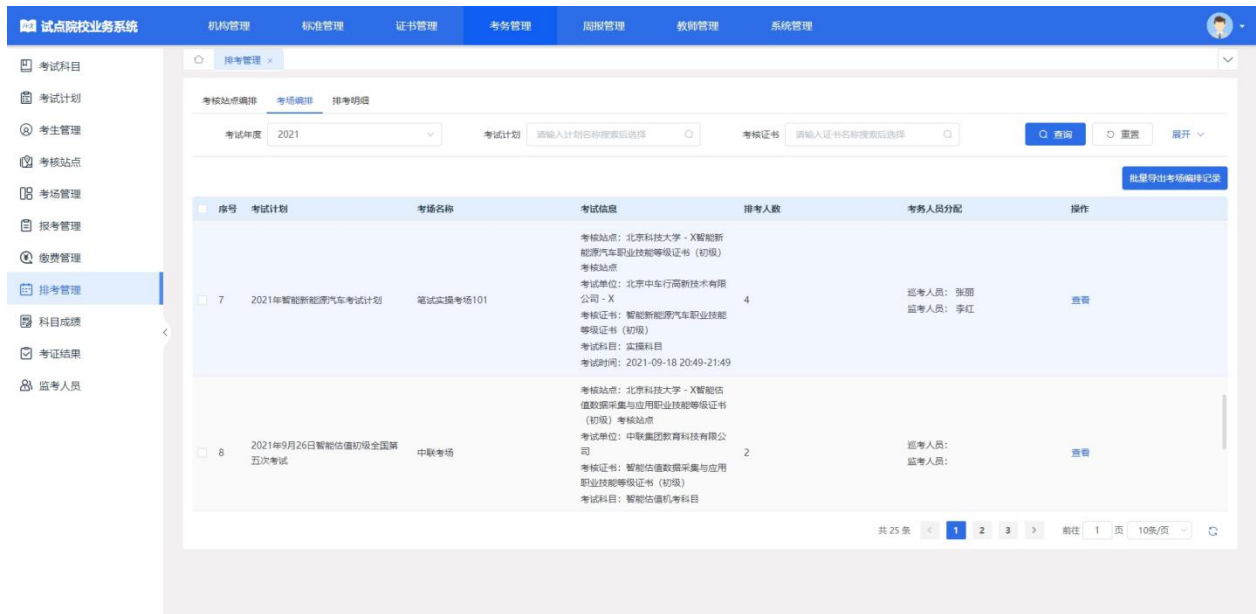 试点院校业务系统
机构管理 标准管理 证书管理 考务管理 周报管理 教师管理 系统管理
考试科目
考试计划
考生管理
考核站点
考场管理
报考管理
缴费管理
排考管理
科目成绩
考证结果
监考人员
排考管理 ×
考核站点编排 考场编排 排考明细
考试年度 2021 考试计划 请输入计划名称搜索后选择 考核证书 请输入证书名称搜索后选择 查询 重置 展开
批量导出考场编排记录
序号 考试计划 考场名称 考试信息 排考人数 考务人员分配 操作
7 2021年智能新能源汽车考试计划 笔试实操考场101
考核站点：北京科技大学 - X智能新
能源汽车职业技能等级证书（初级）
考核站点
考试单位：北京中车行高新技术有限
公司 - X
考核证书：智能新能源汽车职业技能
等级证书（初级）
考试科目：实操科目
考试时间：2021-09-18 20:49-21:49
4
巡考人员： 张丽
监考人员： 李红
查看
8
2021年9月26日智能估值初级全国第
五次考试
中联考场
考核站点：北京科技大学 - X智能估
值数据采集与应用职业技能等级证书
（初级）考核站点
考试单位：中联集团教育科技有限公
司
考核证书：智能估值数据采集与应用
职业技能等级证书（初级）
考试科目：智能估值机考科目
2
巡考人员：
监考人员：
查看
共 25 条 < 1 2 3 > 前往 1 页 10条/页